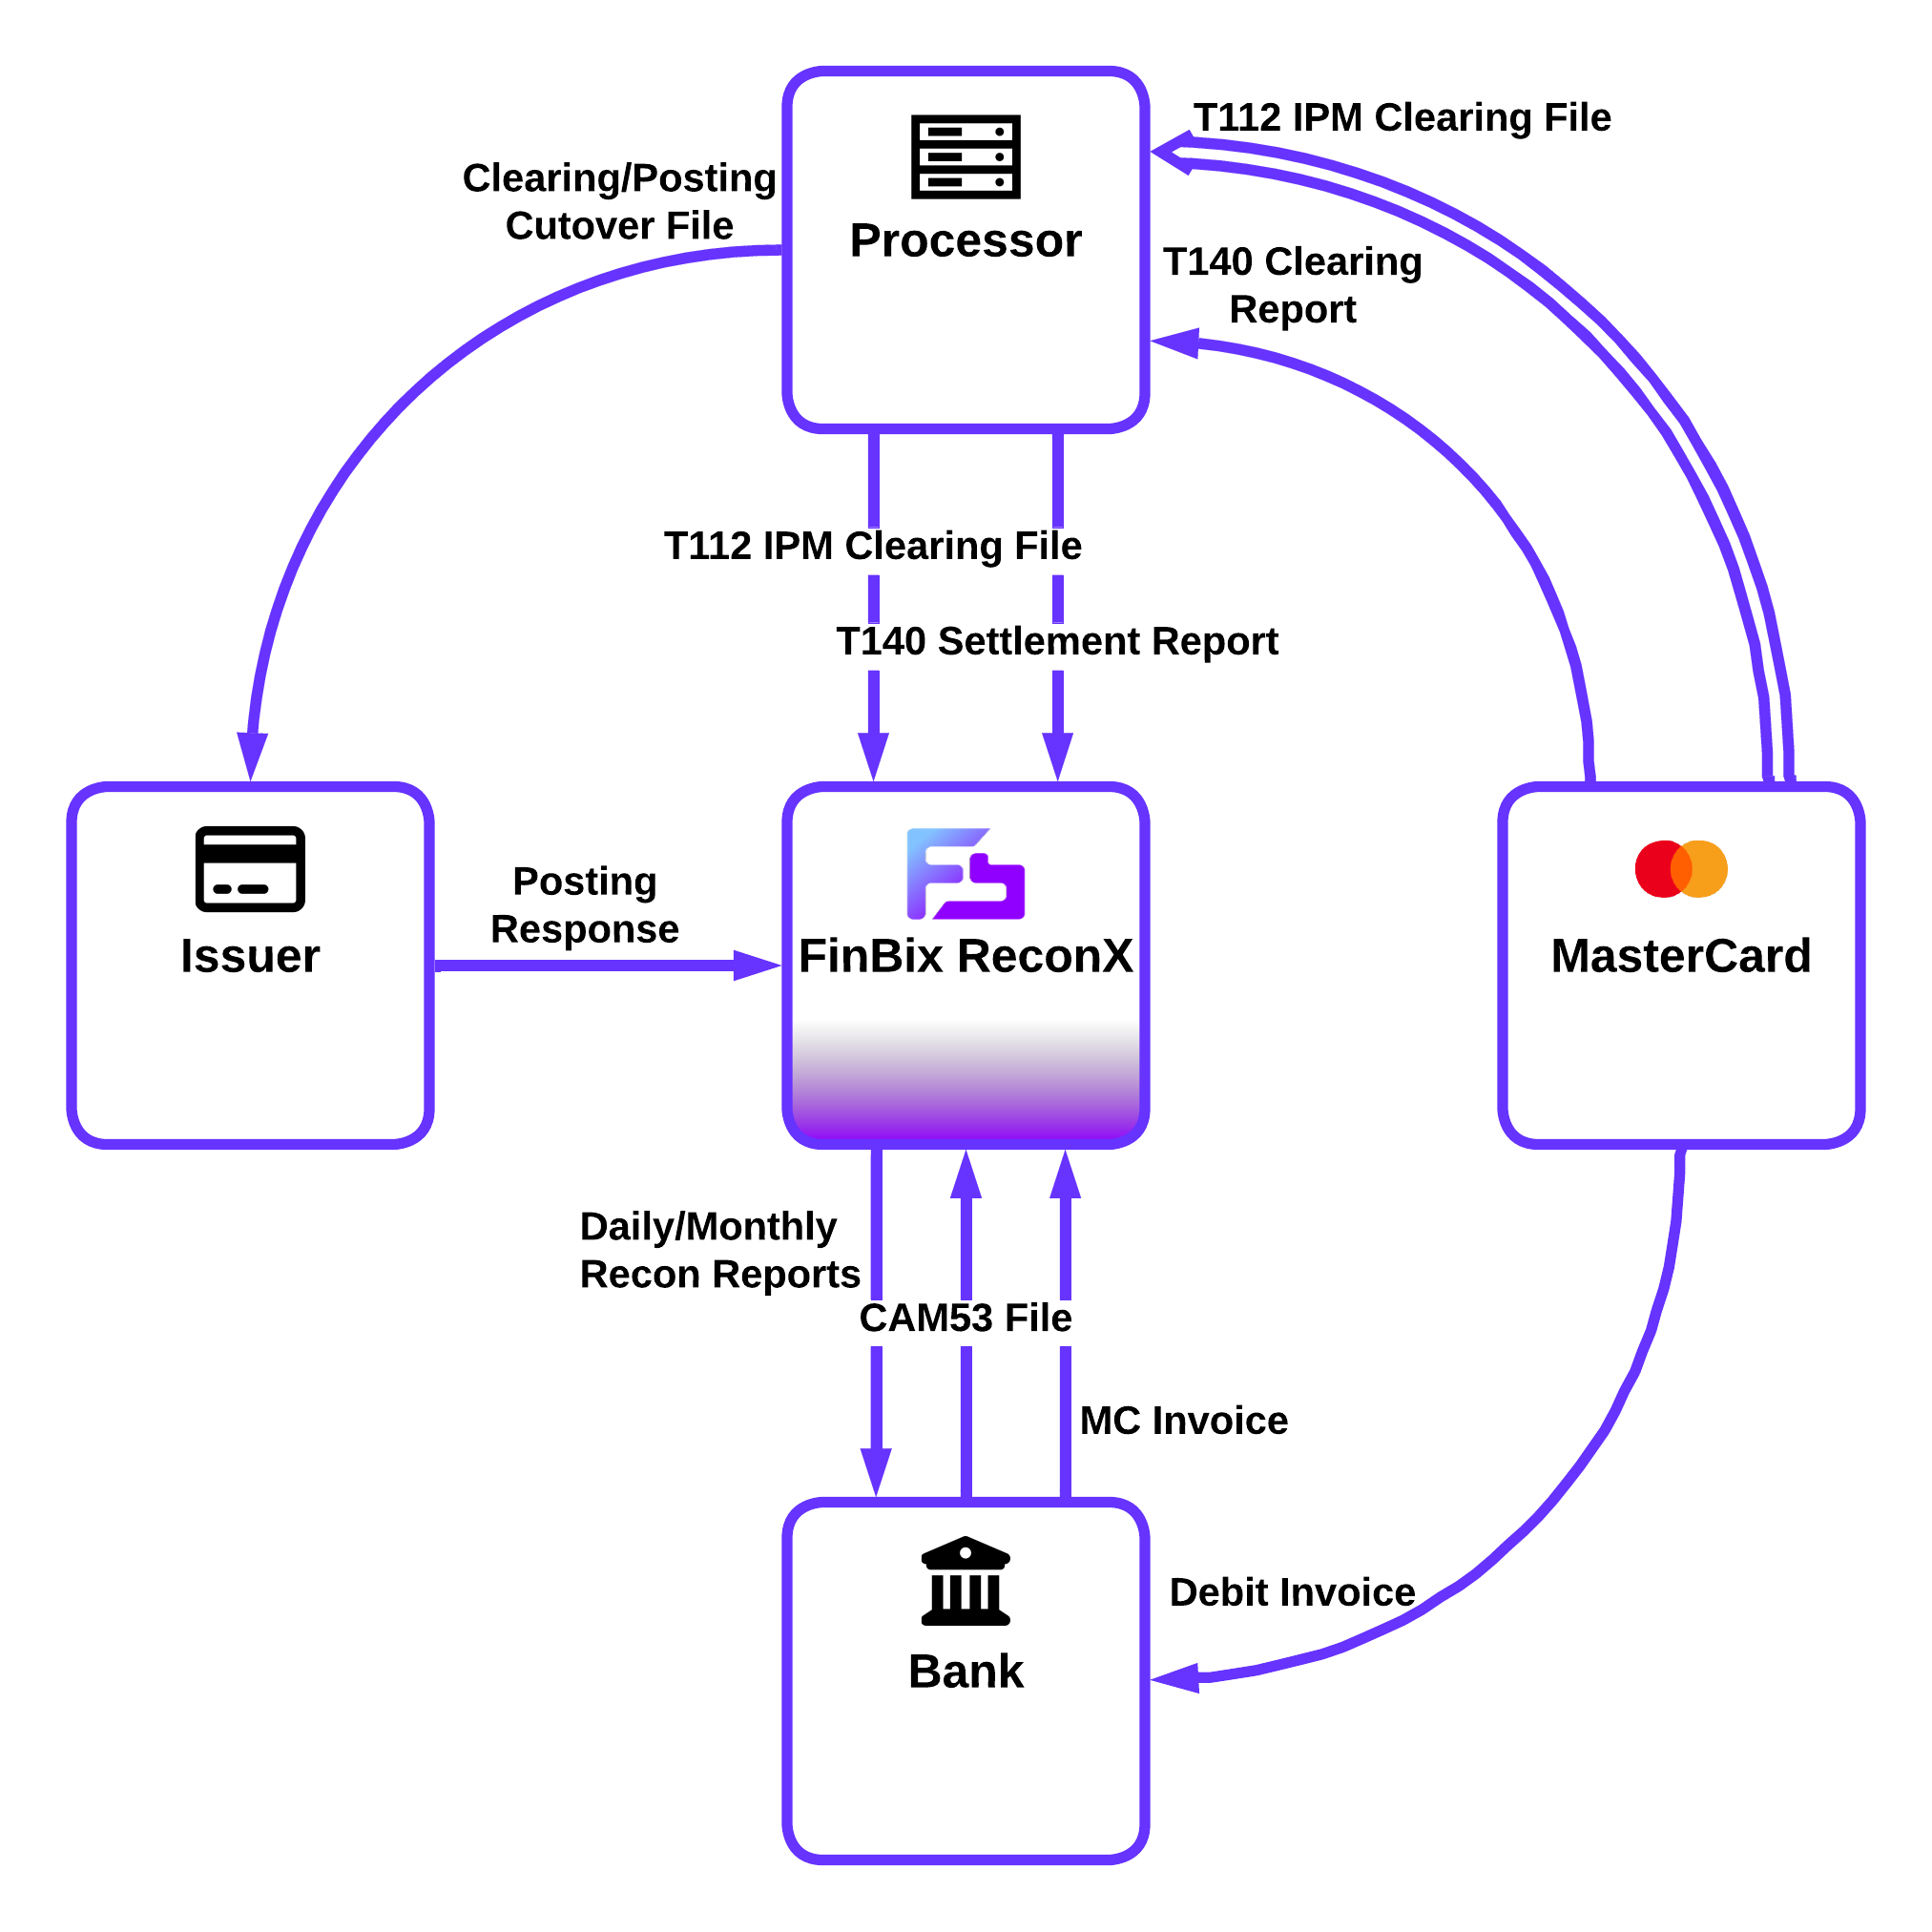 T112 IPM Clearing File
Clearing/Posting
Cutover File
Processor
T140 Clearing
Report
T112 IPM Clearing File
T140 Settlement Report
Posting
Response
Issuer
FinBix ReconX
MasterCard
Daily/Monthly
Recon Reports
CAM53 File
MC Invoice
Debit Invoice
Bank